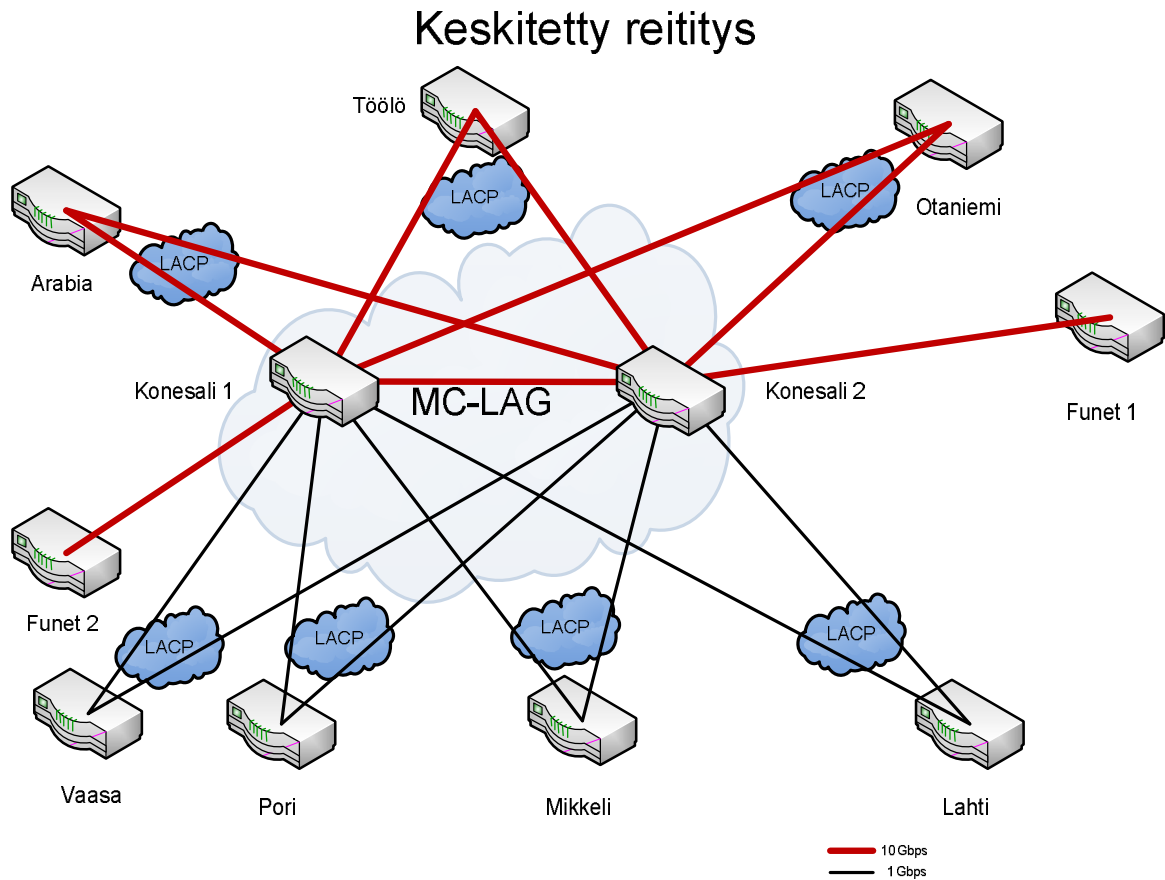 Keskitetty reititys
Töölö
LACP
LACP
Otaniemi
Arabia
LACP
Konesali 1
MC-LAG
Konesali 2
Funet 1
Funet 2
LACP
LACP
LACP
LACP
Vaasa
Pori
Mikkeli
Lahti
10 Gbps
1 Gbps